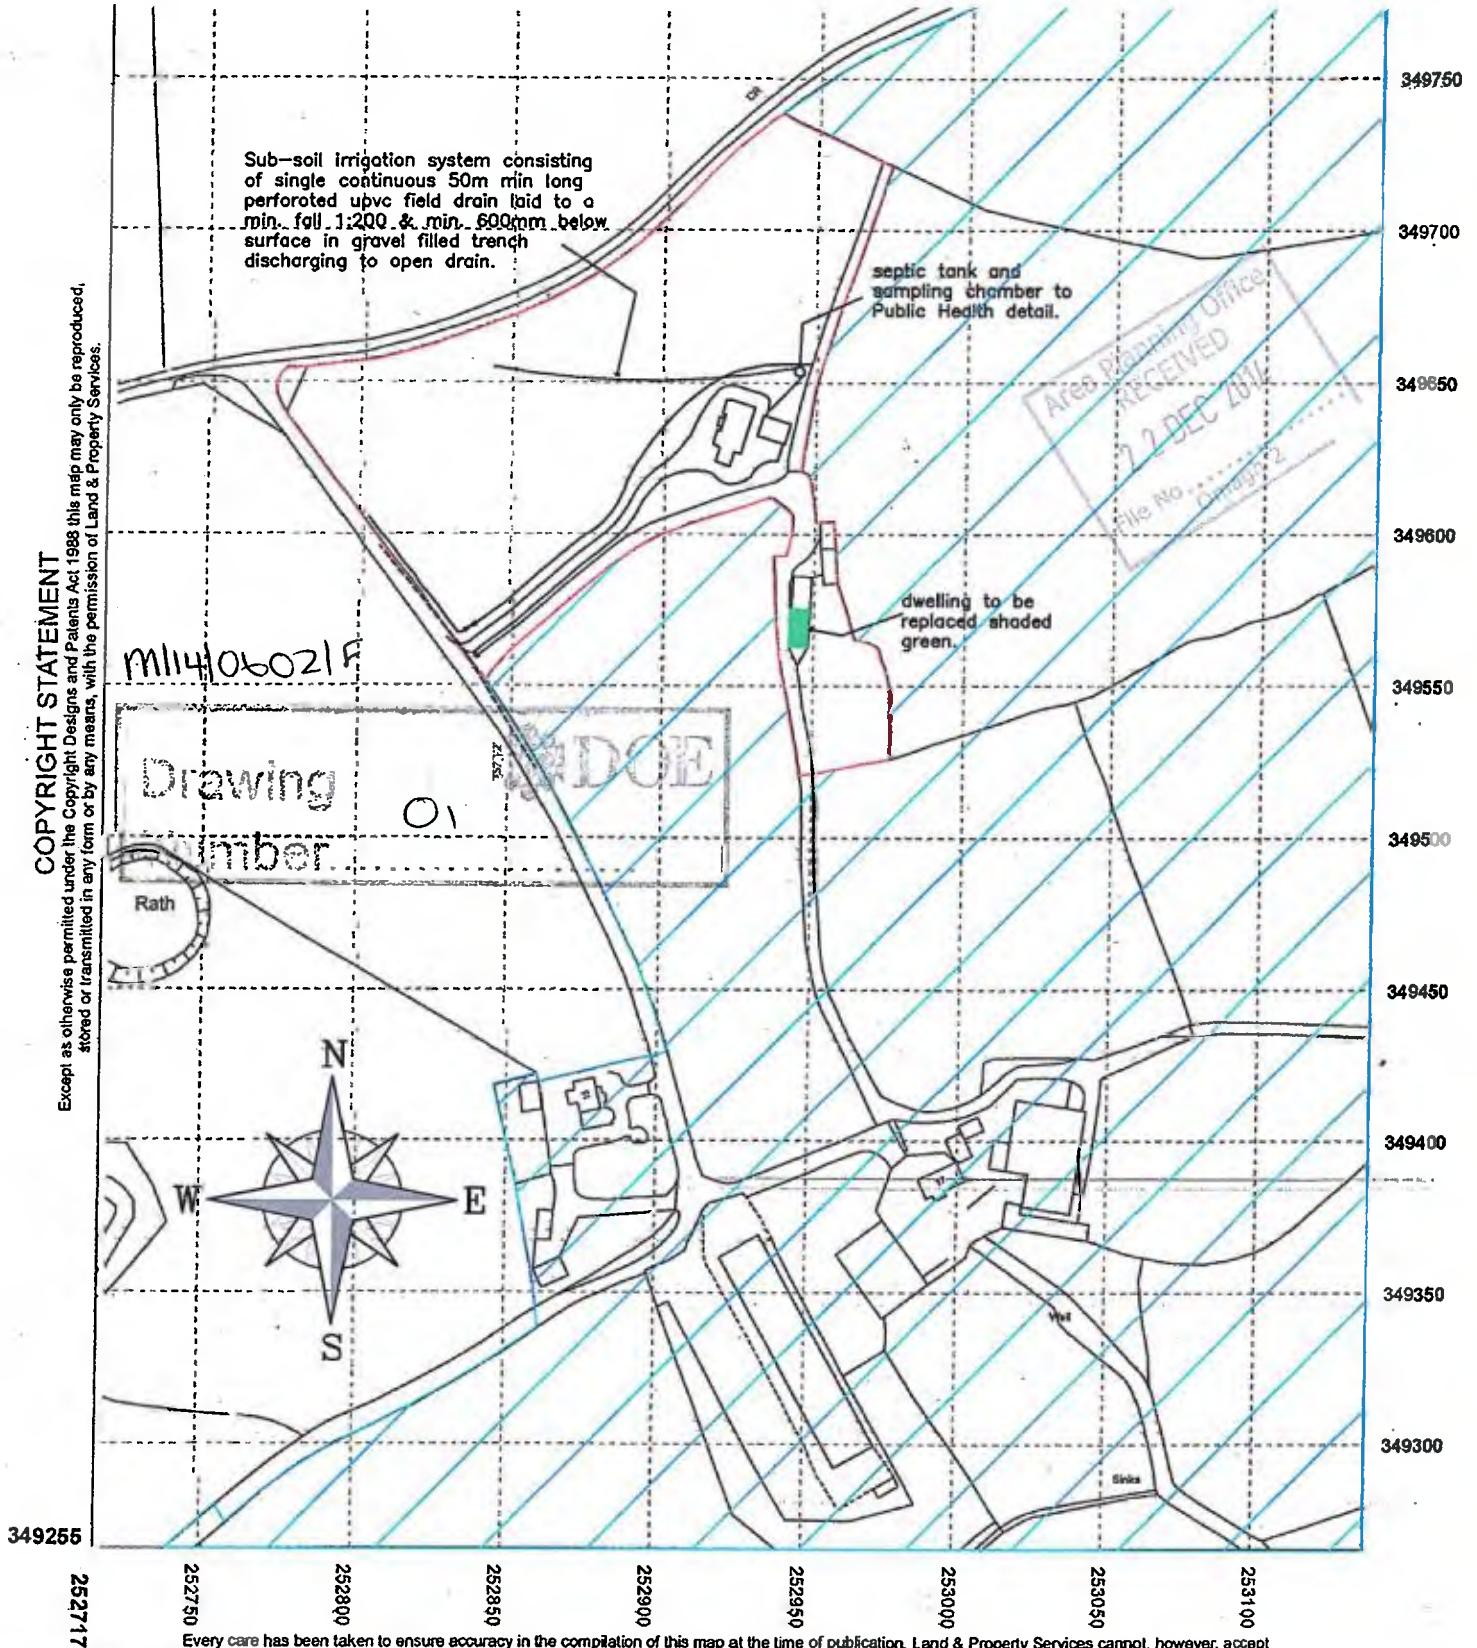 349750
CR
Sub-soil irrigation system consisting
of single continuous 50m min long
perforated upvc field drain laid to a
min. fall 1:200 & min. 600mm below
surface in gravel filled trench
discharging to open drain.
349700
septic tank and
sampling chamber to
Public Health detail.
Area Planning Office
RECEIVED
22 DEC 2014
File No
Omagh 2
349650
349600
dwelling to be
replaced shaded
green.
COPYRIGHT STATEMENT
Except as otherwise permitted under the Copyright Designs and Patents Act 1988 this map may only be reproduced,
stored or transmitted in any form or by any means, with the permission of Land & Property Services.
M/14/0602/F
349550
DOE
Drawing
Number
01
349500
Rath
349450
N
W
E
S
349400
37
349350
Well
349300
Sinks
349255
252717
252750
252800
252850
252900
252950
253000
253050
253100
Every care has been taken to ensure accuracy in the compilation of this map at the time of publication. Land & Property Services cannot, however, accept